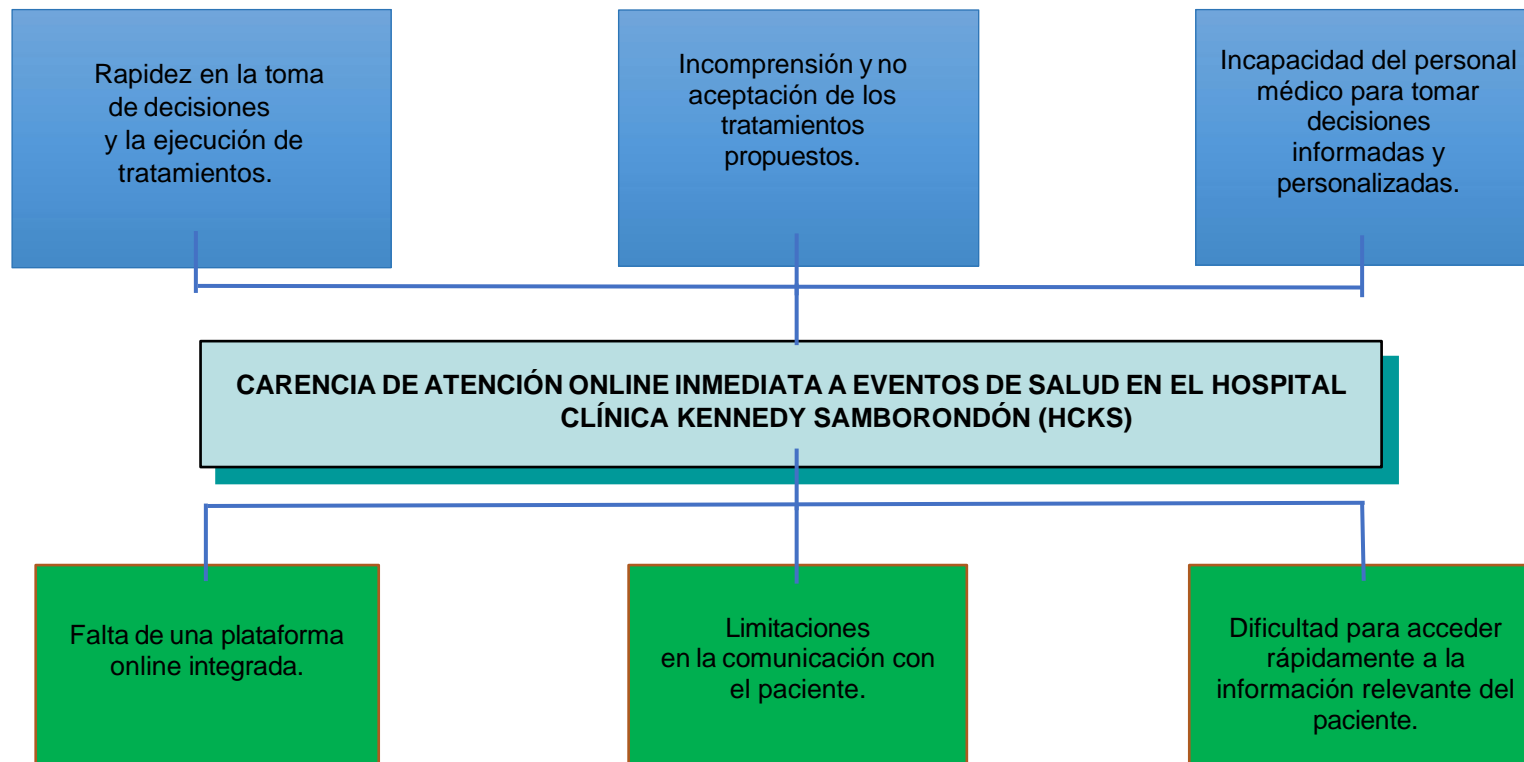 Rapidez en la toma
de decisiones
y la ejecución de
tratamientos.
Incomprensión y no
aceptación de los
tratamientos
propuestos.
Incapacidad del personal
médico para tomar
decisiones
informadas y
personalizadas.
CARENCIA DE ATENCIÓN ONLINE INMEDIATA A EVENTOS DE SALUD EN EL HOSPITAL
CLÍNICA KENNEDY SAMBORONDÓN (HCKS)
Falta de una plataforma
online integrada.
Limitaciones
en la comunicación con
el paciente.
Dificultad para acceder
rápidamente a la
información relevante del
paciente.